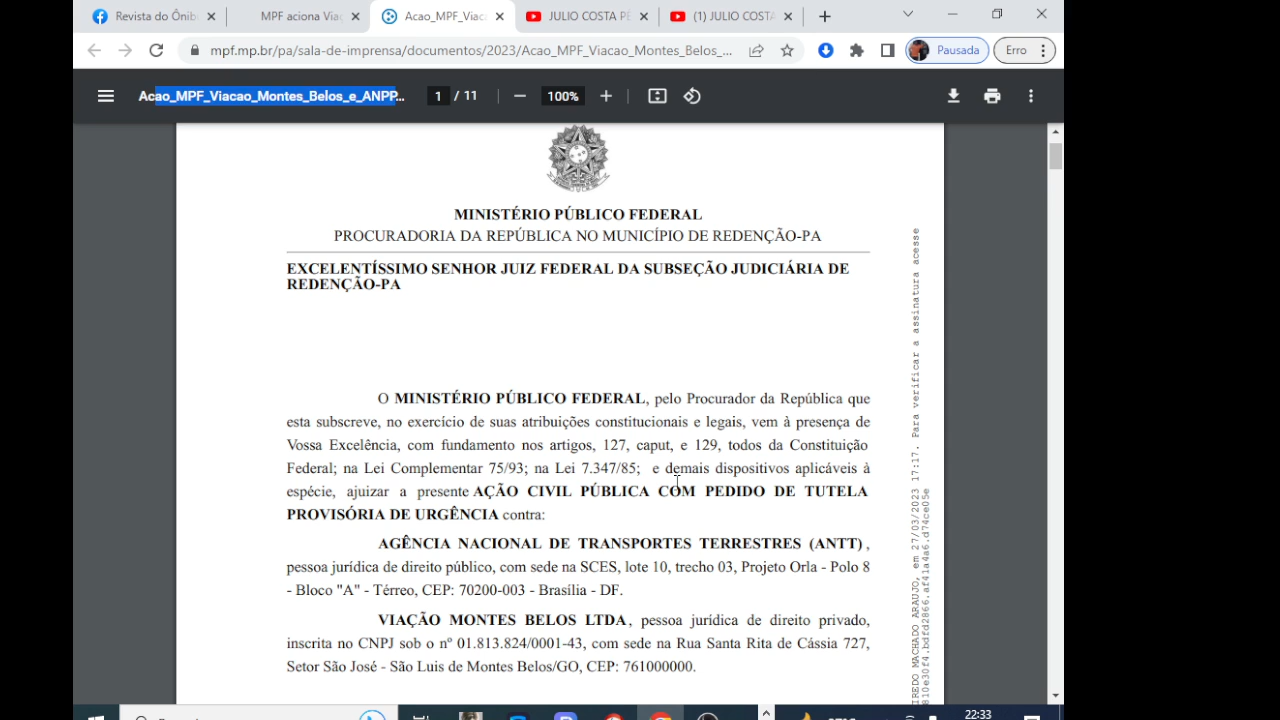 Revista do Ônib
MPF aciona Viaç
Acao_MPF_Viac
JULIO COSTA PE
(1) JULIO COSTA
mpf.mp.br/pa/sala-de-imprensa/documentos/2023/Acao_MPF_Viacao_Montes_Belos_...
Pausada
Erro
Acao_MPF_Viacao_Montes_Belos_e_ANPP...
1 / 11
100%
MINISTÉRIO PÚBLICO FEDERAL
PROCURADORIA DA REPÚBLICA NO MUNICÍPIO DE REDENÇÃO-PA
EXCELENTÍSSIMO SENHOR JUIZ FEDERAL DA SUBSEÇÃO JUDICIÁRIA DE
REDENÇÃO-PA
O MINISTÉRIO PÚBLICO FEDERAL, pelo Procurador da República que
esta subscreve, no exercício de suas atribuições constitucionais e legais, vem à presença de
Vossa Excelência, com fundamento nos artigos, 127, caput, e 129, todos da Constituição
Federal; na Lei Complementar 75/93; na Lei 7.347/85; e demais dispositivos aplicáveis à
espécie, ajuizar a presente AÇÃO CIVIL PÚBLICA COM PEDIDO DE TUTELA
PROVISÓRIA DE URGÊNCIA contra:
AGÊNCIA NACIONAL DE TRANSPORTES TERRESTRES (ANTT) ,
pessoa jurídica de direito público, com sede na SCES, lote 10, trecho 03, Projeto Orla - Polo 8
- Bloco "A" - Térreo, CEP: 70200-003 - Brasília - DF.
VIAÇÃO MONTES BELOS LTDA, pessoa jurídica de direito privado,
inscrita no CNPJ sob o nº 01.813.824/0001-43, com sede na Rua Santa Rita de Cássia 727,
Setor São José - São Luis de Montes Belos/GO, CEP: 761000000.
IREDO MACHADO ARAUJO, em 27/03/2023 17:17. Para verificar a assinatura acesse
810e30f4.bdfd2866.af41a4a6.d74ce05e
22:33